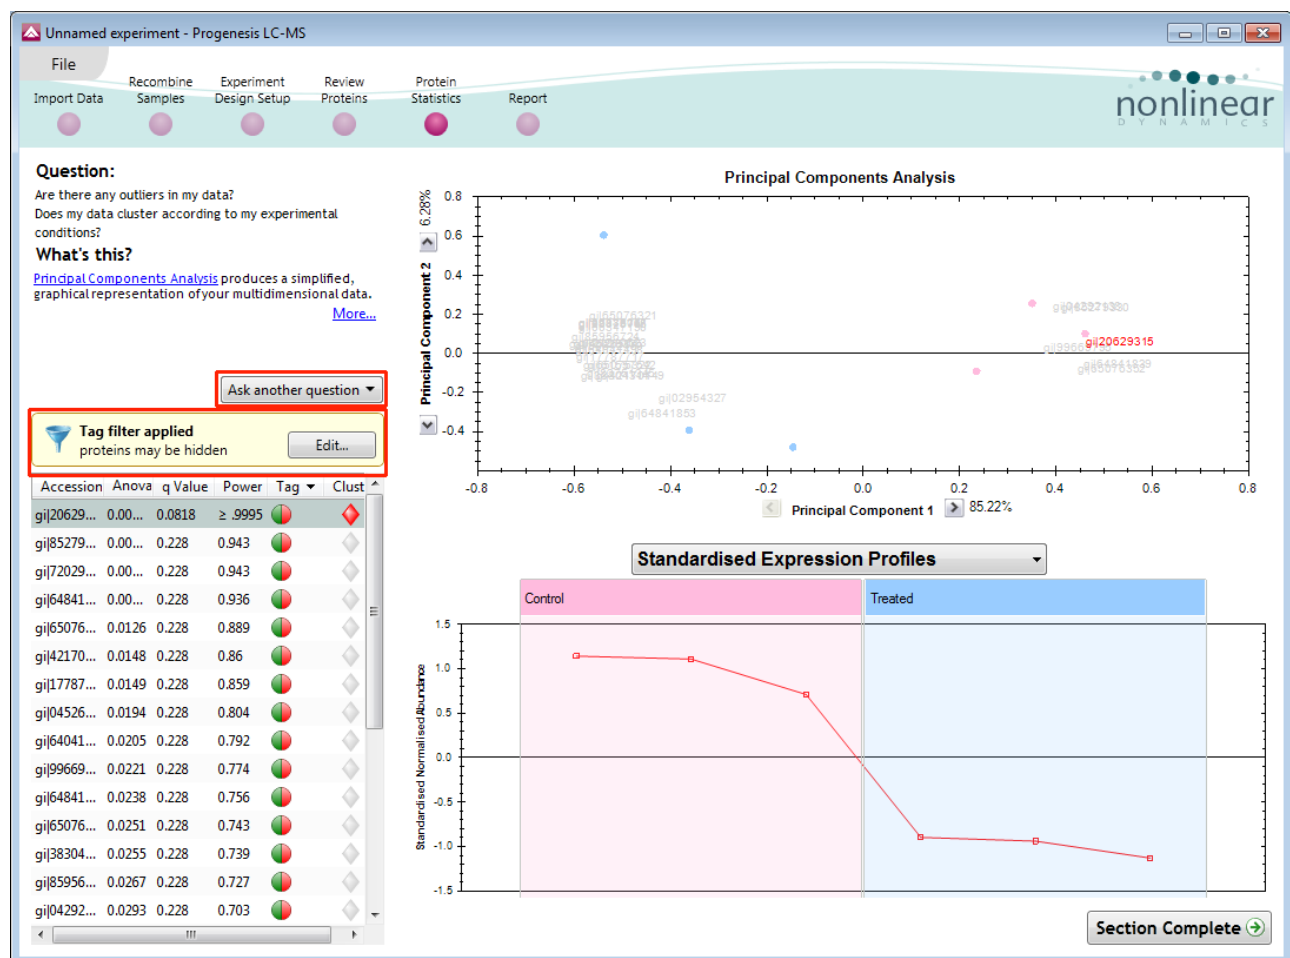 Unnamed experiment - Progenesis LC-MS
File
Import Data
Recombine
Samples
Experiment
Design Setup
Review
Proteins
Protein
Statistics
Report
nonlinear
DYNAMICS
Question:
Are there any outliers in my data?
Does my data cluster according to my experimental
conditions?
What's this?
Principal Components Analysis produces a simplified,
graphical representation of your multidimensional data.
More...
Ask another question
Tag filter applied
proteins may be hidden
Edit...
Accession Anova q Value Power Tag Clust
gi|20629... 0.00... 0.0818 ≥ .9995
gi|85279... 0.00... 0.228 0.943
gi|72029... 0.00... 0.228 0.943
gi|64841... 0.00... 0.228 0.936
gi|65076... 0.0126 0.228 0.889
gi|42170... 0.0148 0.228 0.86
gi|17787... 0.0149 0.228 0.859
gi|04526... 0.0194 0.228 0.804
gi|64041... 0.0205 0.228 0.792
gi|99669... 0.0221 0.228 0.774
gi|64841... 0.0238 0.228 0.756
gi|65076... 0.0251 0.228 0.743
gi|38304... 0.0255 0.228 0.739
gi|85956... 0.0267 0.228 0.727
gi|04292... 0.0293 0.228 0.703
Principal Components Analysis
6.28%
Principal Component 2
0.8
0.6
0.4
0.2
0.0
-0.2
-0.4
gi|65076321
gi|20629315
gi|02954327
gi|64841853
-0.8 -0.6 -0.4 -0.2 0.0 0.2 0.4 0.6 0.8
Principal Component 1 85.22%
Standardised Expression Profiles
Control
Treated
Standardised Normalised Abundance
1.5
1.0
0.5
0.0
-0.5
-1.0
-1.5
Section Complete